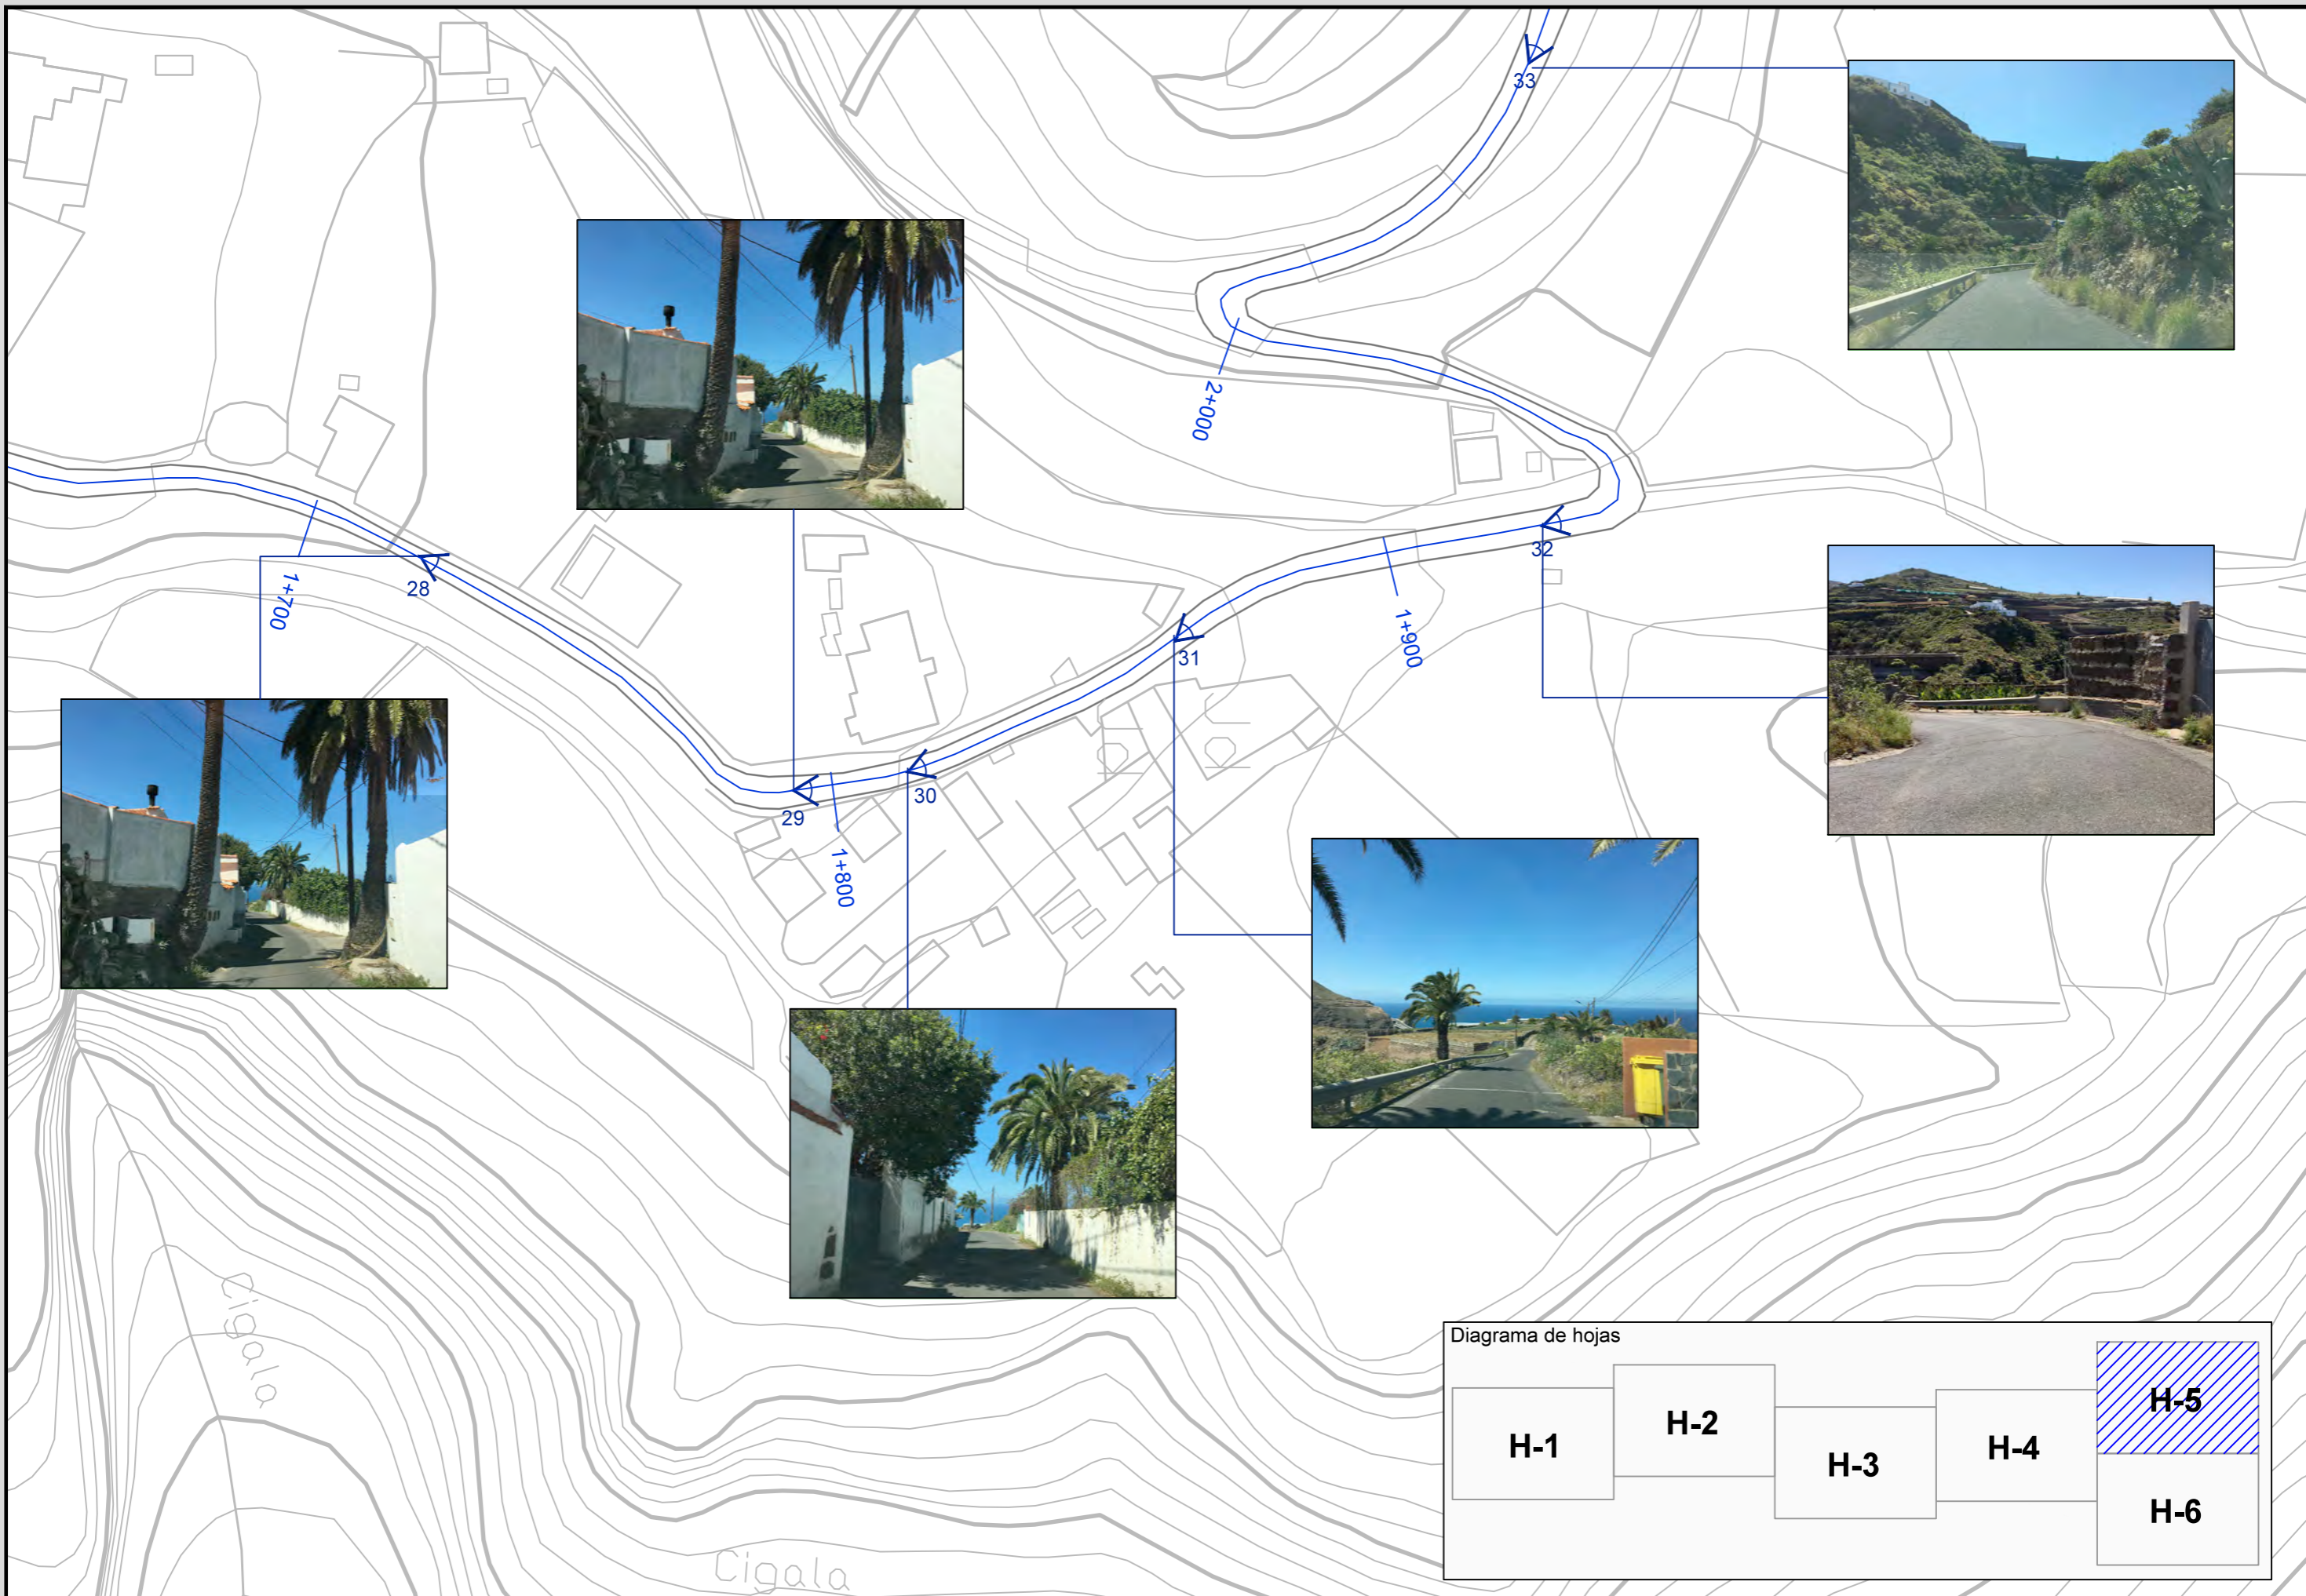 33
2+000
28
1+700
32
31
1+900
30
29
1+800
Cigala
Cigala
Diagrama de hojas
H-1
H-2
H-3
H-4
H-5
H-6